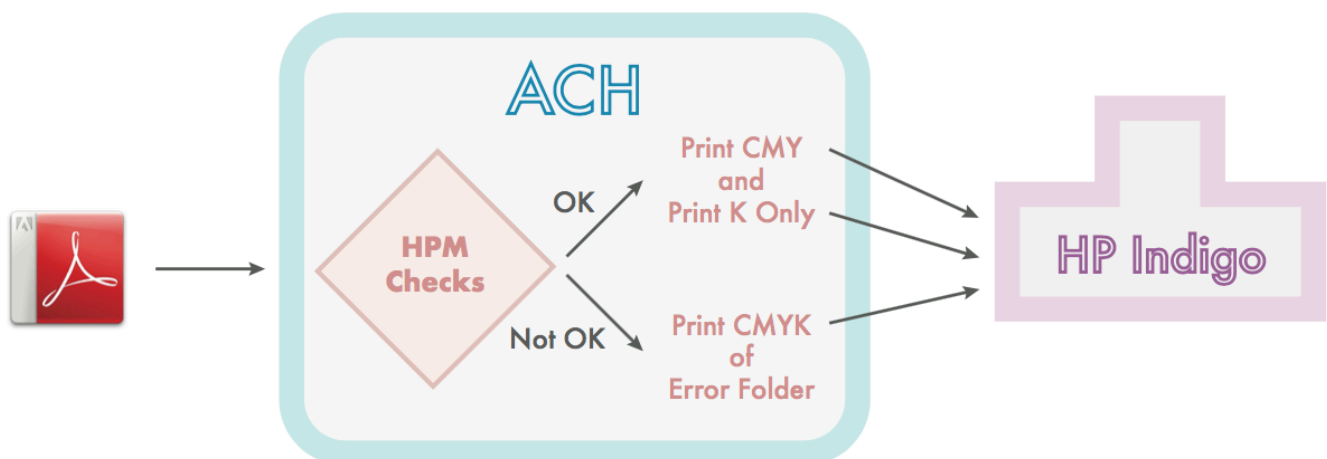 ACH
Print CMY
and
Print K Only
OK
HPM
Checks
HP Indigo
Not OK
Print CMYK
of
Error Folder